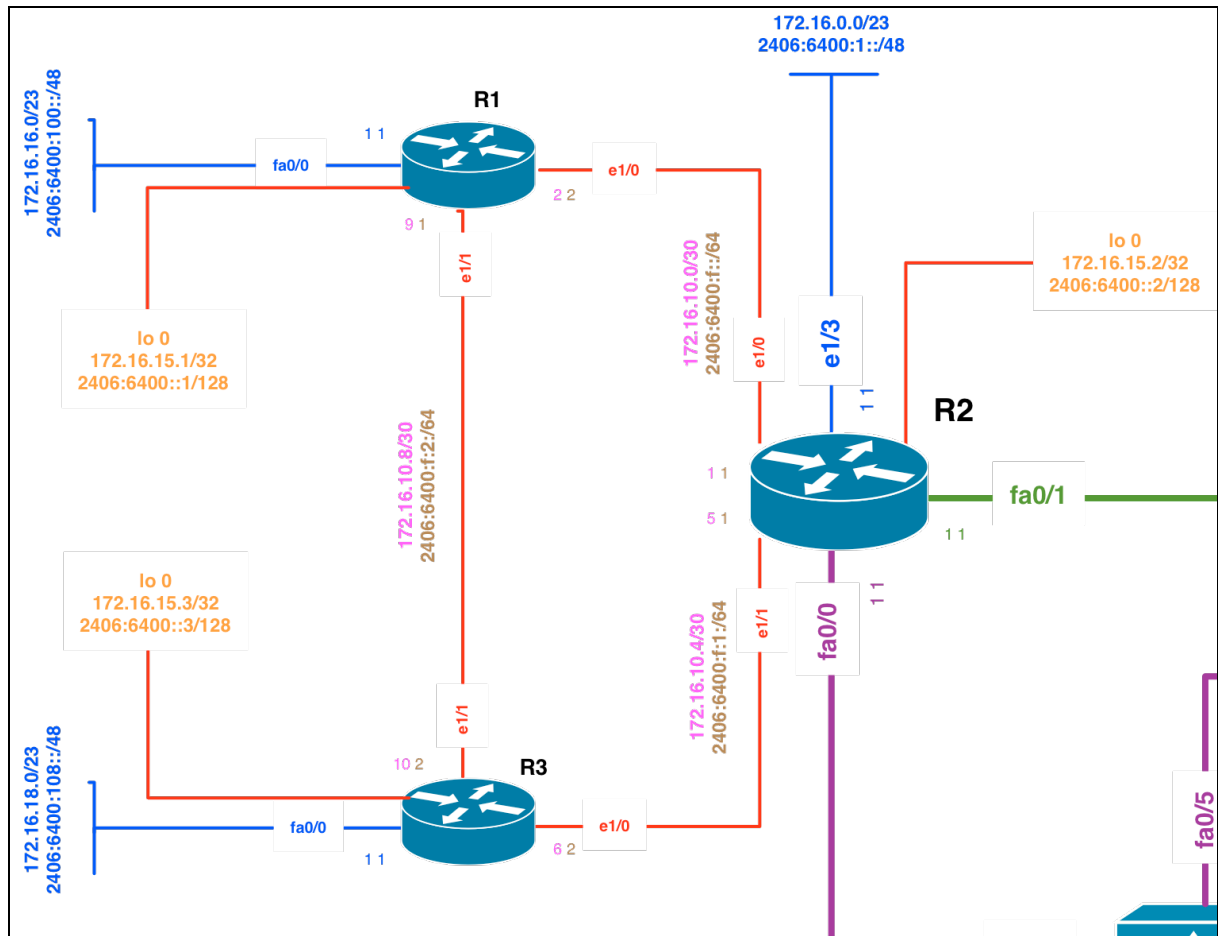 172.16.0.0/23
2406:6400:1::/48
R1
172.16.16.0/23
2406:6400:100::/48
1 1
fa0/0
e1/0
2 2
9 1
e1/1
172.16.10.0/30
2406:6400:f::/64
lo 0
172.16.15.2/32
2406:6400::2/128
lo 0
172.16.15.1/32
2406:6400::1/128
e1/0
e1/3
1 1
R2
172.16.10.8/30
2406:6400:f:2:/64
1 1
5 1
fa0/1
1 1
lo 0
172.16.15.3/32
2406:6400::3/128
e1/1
fa0/0
1 1
172.16.10.4/30
2406:6400:f:1:/64
e1/1
10 2
R3
172.16.18.0/23
2406:6400:108::/48
fa0/0
e1/0
1 1
6 2
fa0/5